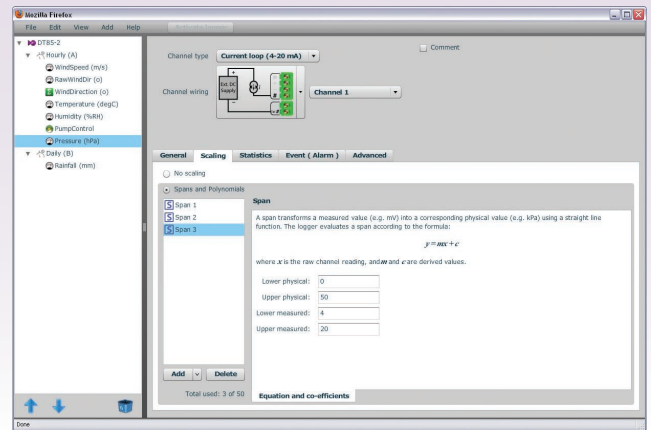 Mozilla Firefox
File Edit View Add Help
DT85-2
Hourly (A)
WindSpeed (m/s)
RawWindDir (o)
WindDirection (o)
Temperature (degC)
Humidity (%RH)
PumpControl
Pressure (hPa)
Daily (B)
Rainfall (mm)
Channel type Current loop (4-20 mA)
Comment
Channel wiring
Ext. DC
Supply
Channel 1
General Scaling Statistics Event ( Alarm ) Advanced
No scaling
Spans and Polynomials
Span 1
Span 2
Span 3
Add Delete
Total used: 3 of 50
Span
A span transforms a measured value (e.g. mV) into a corresponding physical value (e.g. kPa) using a straight line
function. The logger evaluates a span according to the formula:
y=mx+c
where x is the raw channel reading, and m and c are derived values.
Lower physical: 0
Upper physical: 50
Lower measured: 4
Upper measured: 20
Equation and co-efficients
Done